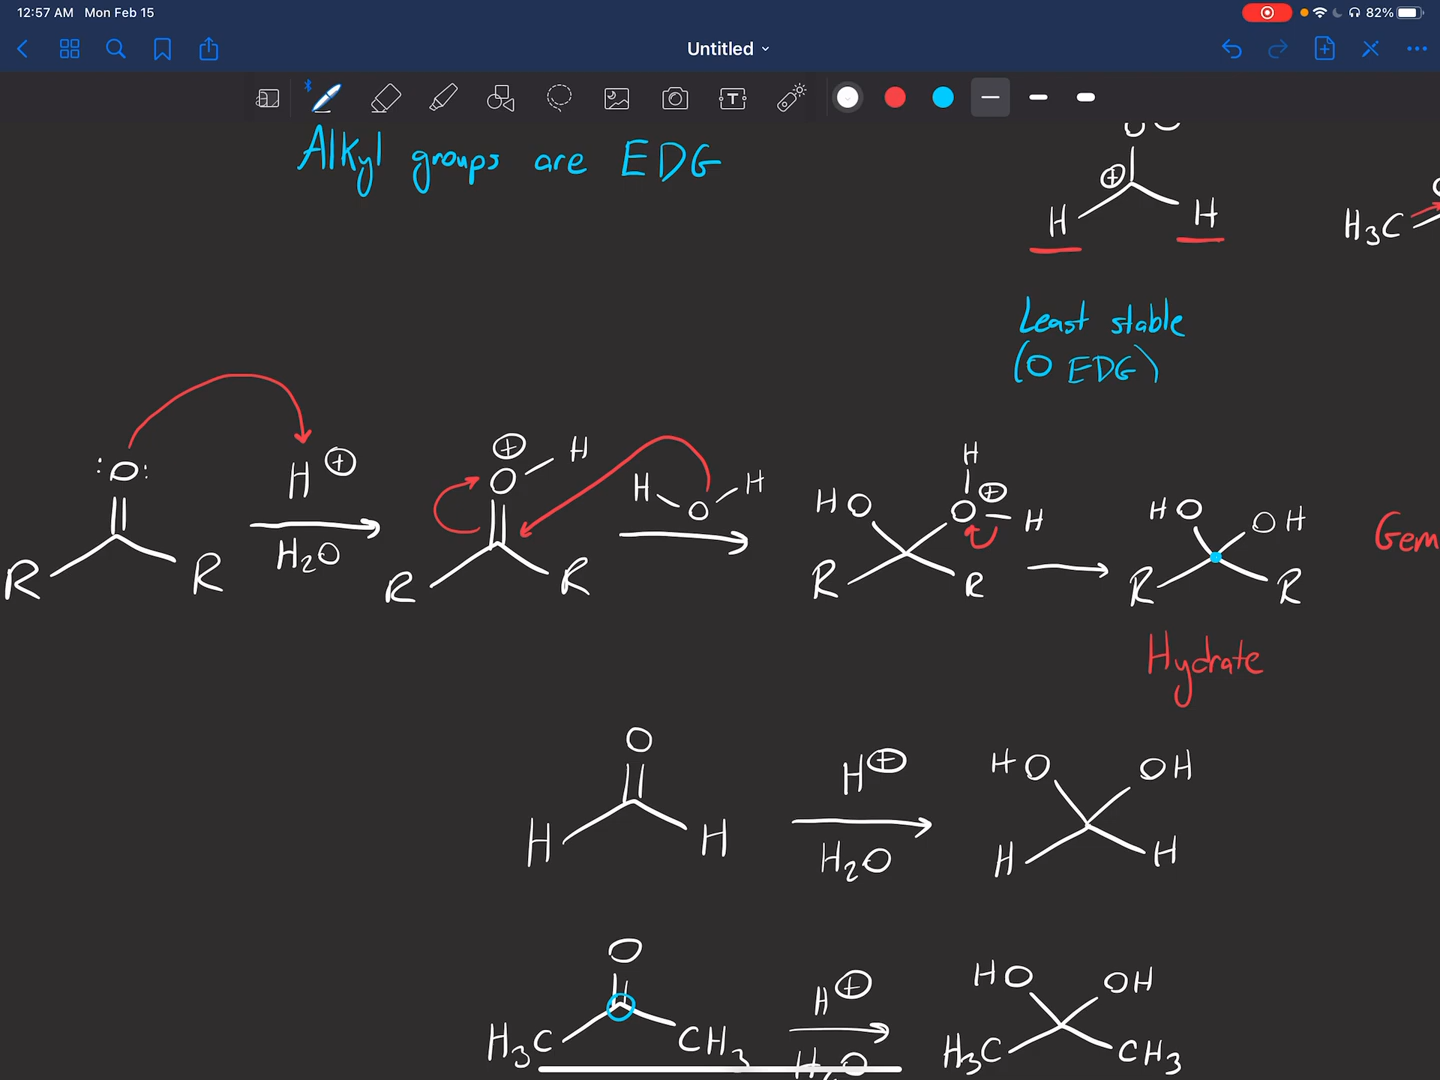 12:57 AM Mon Feb 15
82%
Untitled
T
Alkyl groups are EDG
⊕
H H
H3C
Least stable
(0 EDG)
:O: H⊕ H2O R R
⊕ O H R R
H O H
HO H O⊕ H R R
HO OH R R
Gem
Hydrate
O H H H⊕ H2O HO OH H H
O H3C CH3 H⊕ H2O HO OH H3C CH3